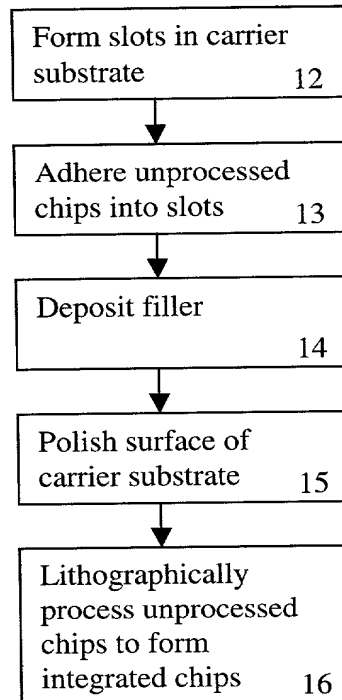 Form slots in carrier
substrate
12
Adhere unprocessed
chips into slots
13
Deposit filler
14
Polish surface of
carrier substrate
15
Lithographically
process unprocessed
chips to form
integrated chips
16